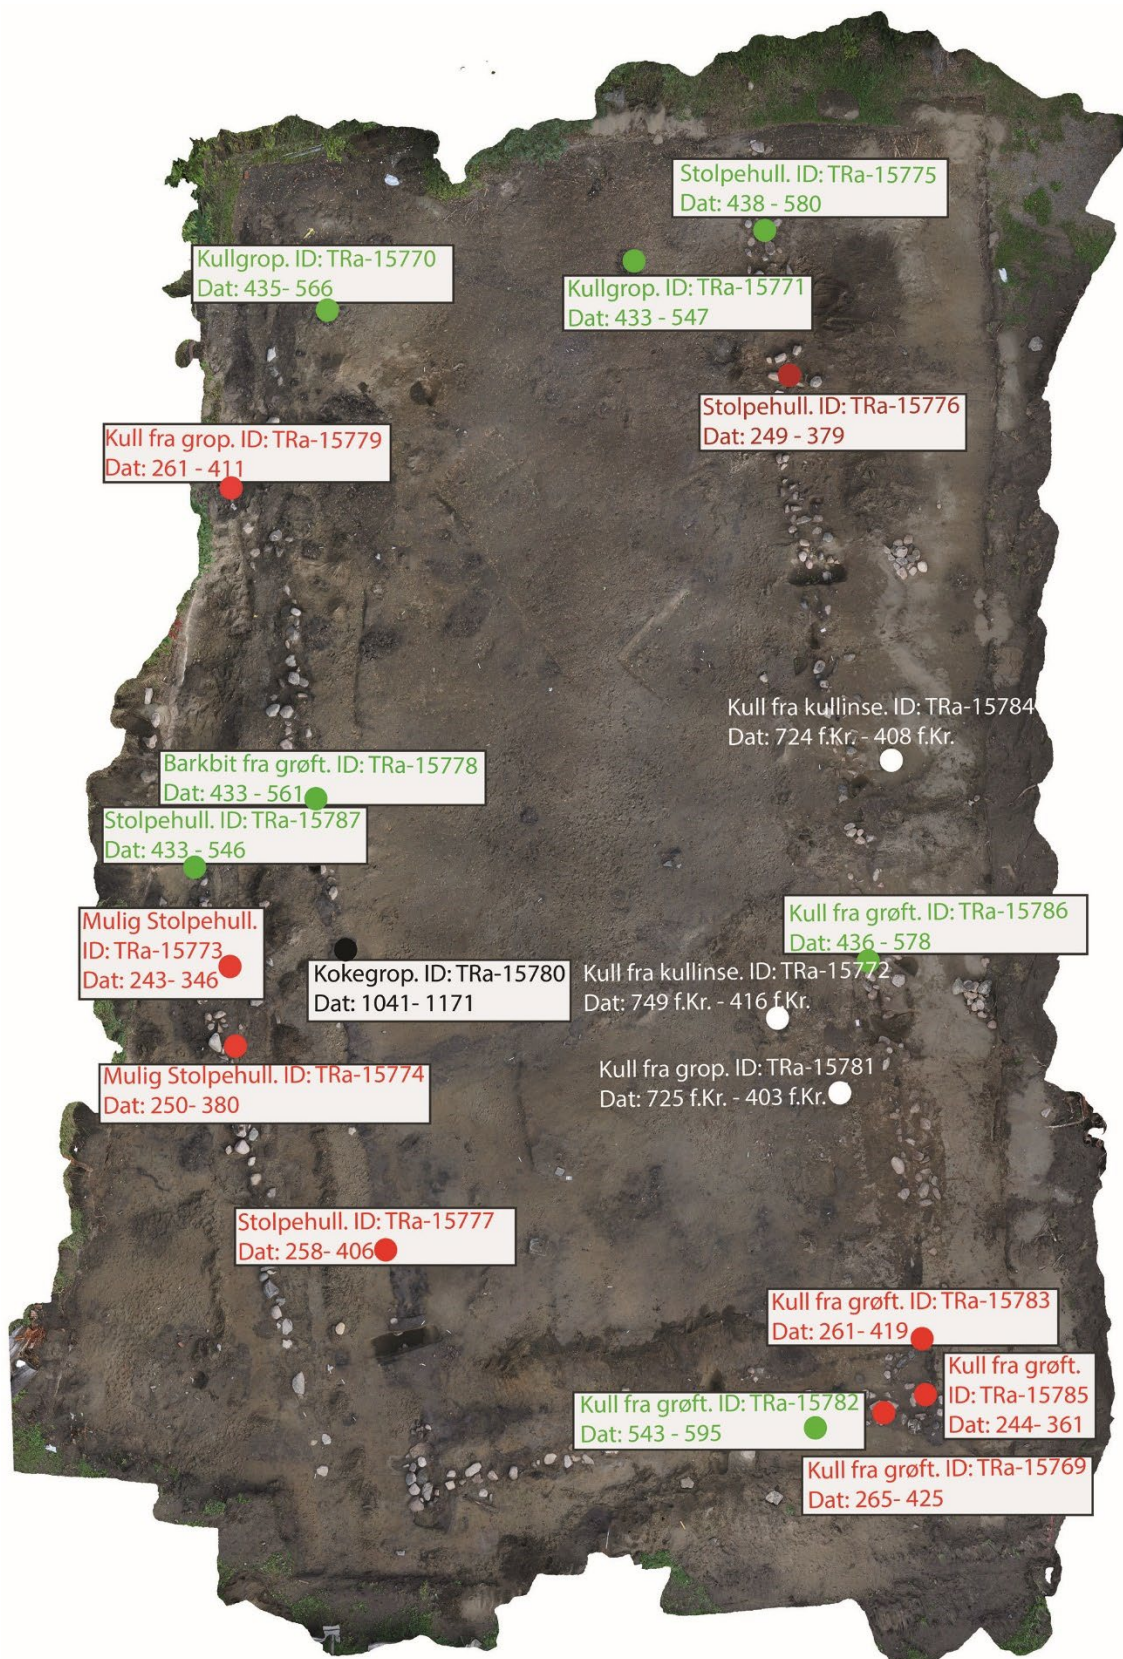 Stolpehull. ID: TRa-15775
Dat: 438 - 580
Kullgrop. ID: TRa-15770
Dat: 435- 566
Kullgrop. ID: TRa-15771
Dat: 433 - 547
Stolpehull. ID: TRa-15776
Dat: 249 - 379
Kull fra grop. ID: TRa-15779
Dat: 261 - 411
Kull fra kullinse. ID: TRa-15784
Dat: 724 f.Kr. - 408 f.Kr.
Barkbit fra grøft. ID: TRa-15778
Dat: 433 - 561
Stolpehull. ID: TRa-15787
Dat: 433 - 546
Mulig Stolpehull.
ID: TRa-15773
Dat: 243- 346
Kull fra grøft. ID: TRa-15786
Dat: 436 - 578
Kokegrop. ID: TRa-15780
Dat: 1041- 1171
Kull fra kullinse. ID: TRa-15772
Dat: 749 f.Kr. - 416 f.Kr.
Mulig Stolpehull. ID: TRa-15774
Dat: 250- 380
Kull fra grop. ID: TRa-15781
Dat: 725 f.Kr. - 403 f.Kr.
Stolpehull. ID: TRa-15777
Dat: 258- 406
Kull fra grøft. ID: TRa-15783
Dat: 261- 419
Kull fra grøft.
ID: TRa-15785
Dat: 244- 361
Kull fra grøft. ID: TRa-15782
Dat: 543 - 595
Kull fra grøft. ID: TRa-15769
Dat: 265- 425